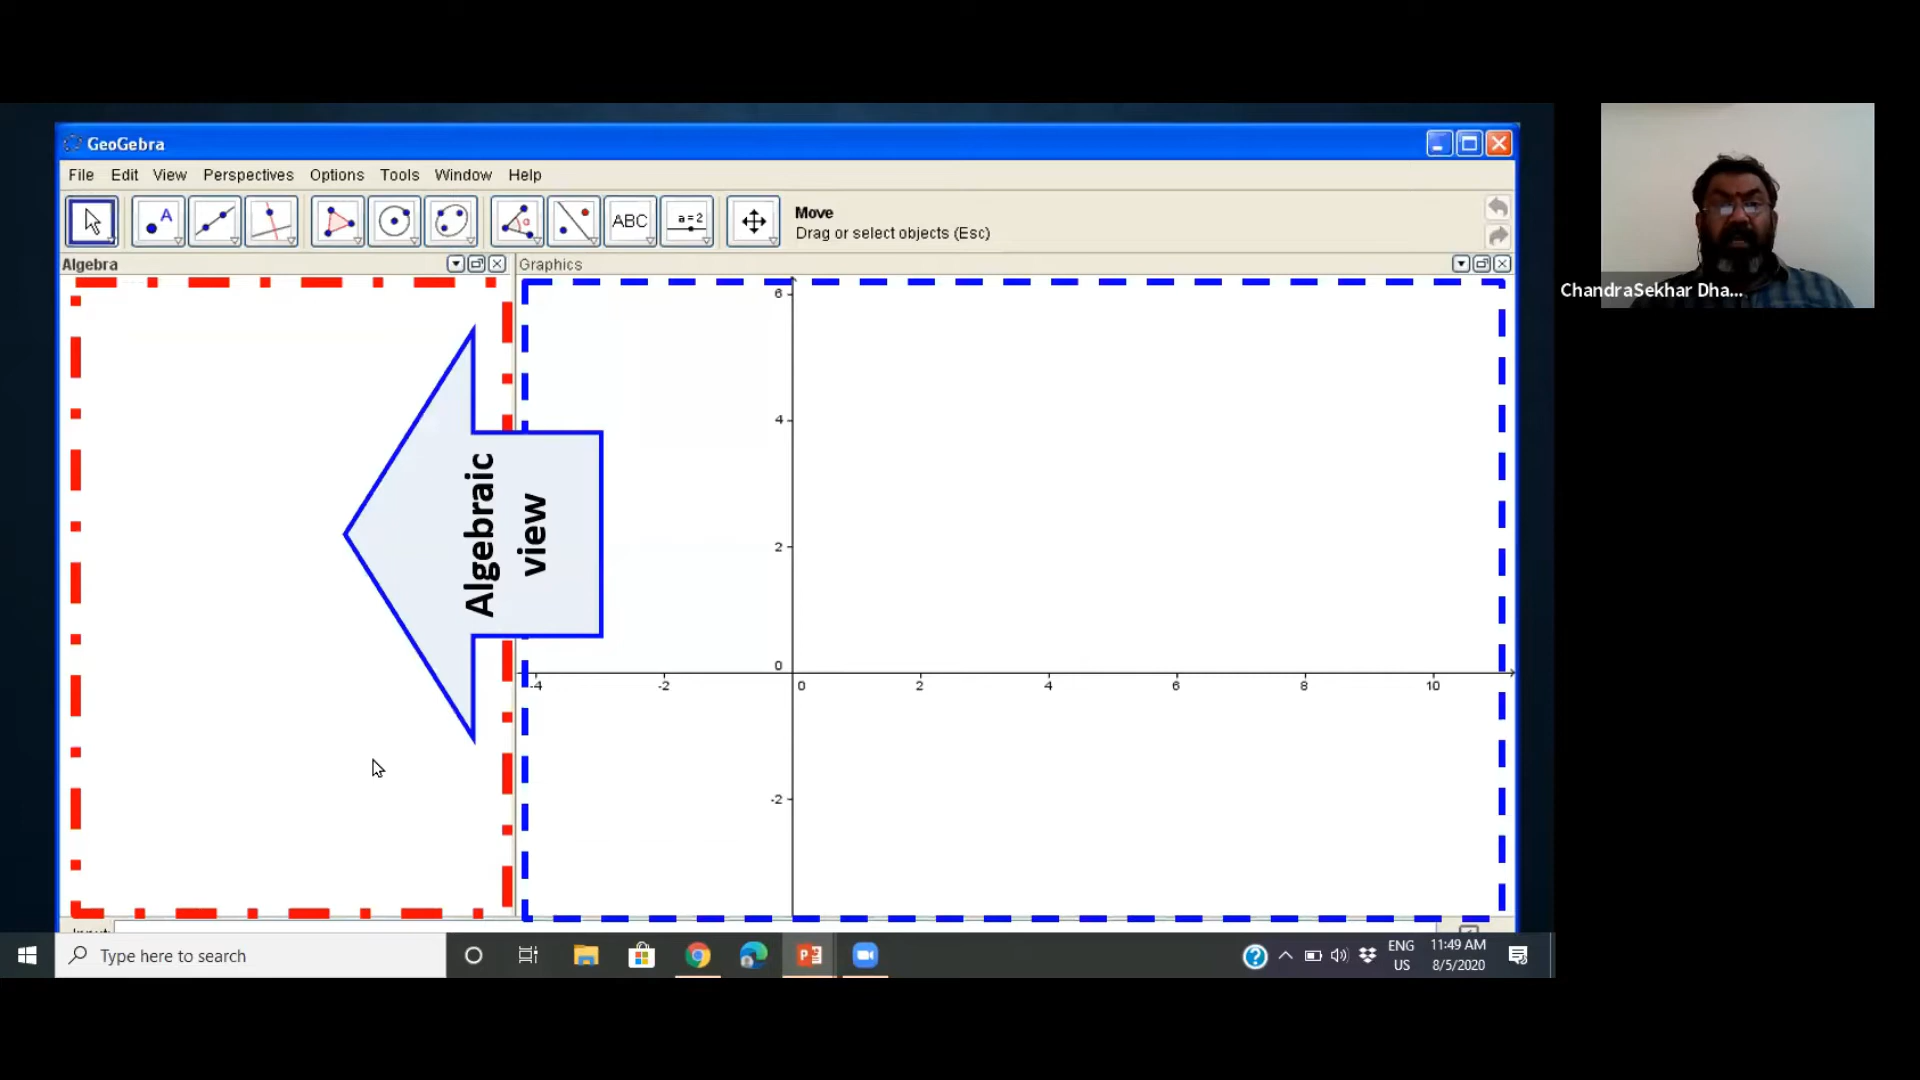 GeoGebra
File Edit View Perspectives Options Tools Window Help
A
ABC
a=2
Move
Drag or select objects (Esc)
Algebra
Graphics
6
4
2
0
-2
-4 -2 0 2 4 6 8 10
Algebraic
view
ChandraSekhar Dha...
Type here to search
ENG
US
11:49 AM
8/5/2020